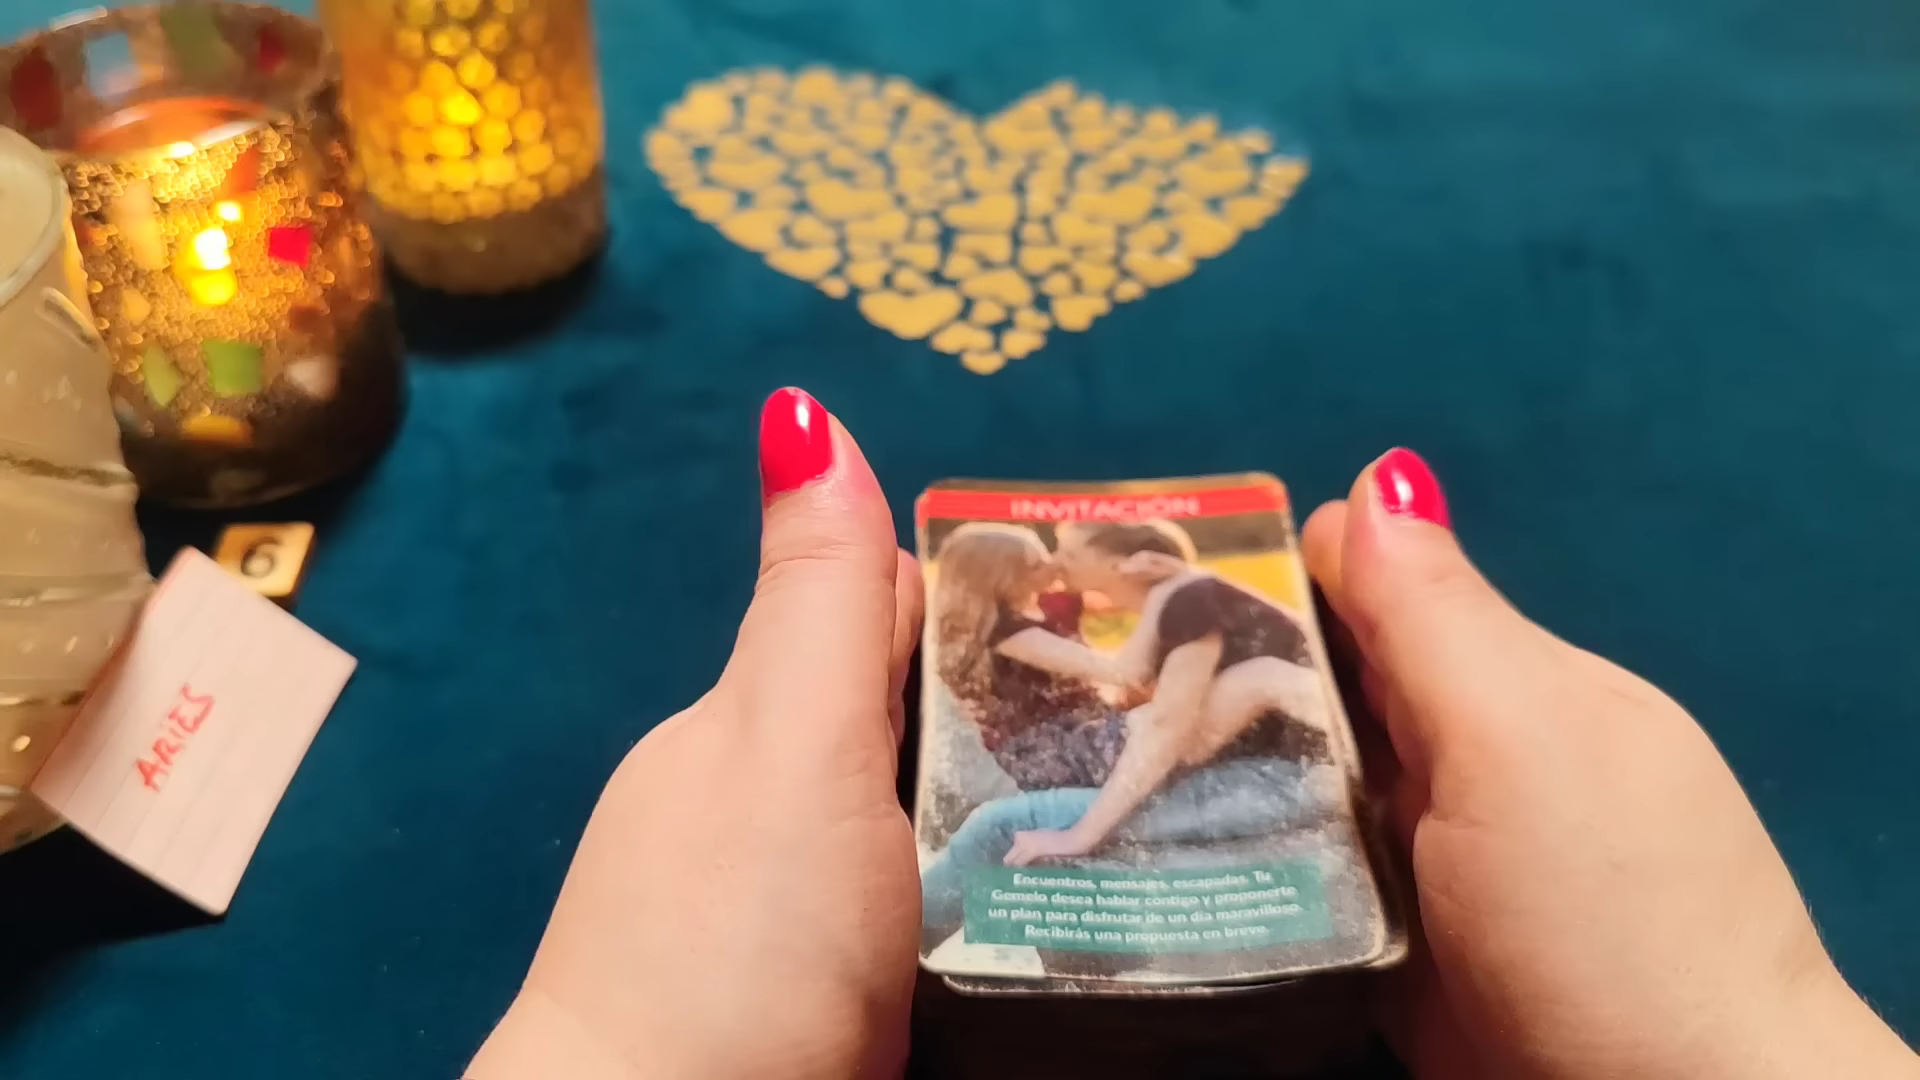 INVITACIÓN
6
ARIES
Encuentros, mensajes, escapadas. Tu
Gemelo desea hablar contigo y proponerte
un plan para disfrutar de un día maravilloso.
Recibirás una propuesta en breve.